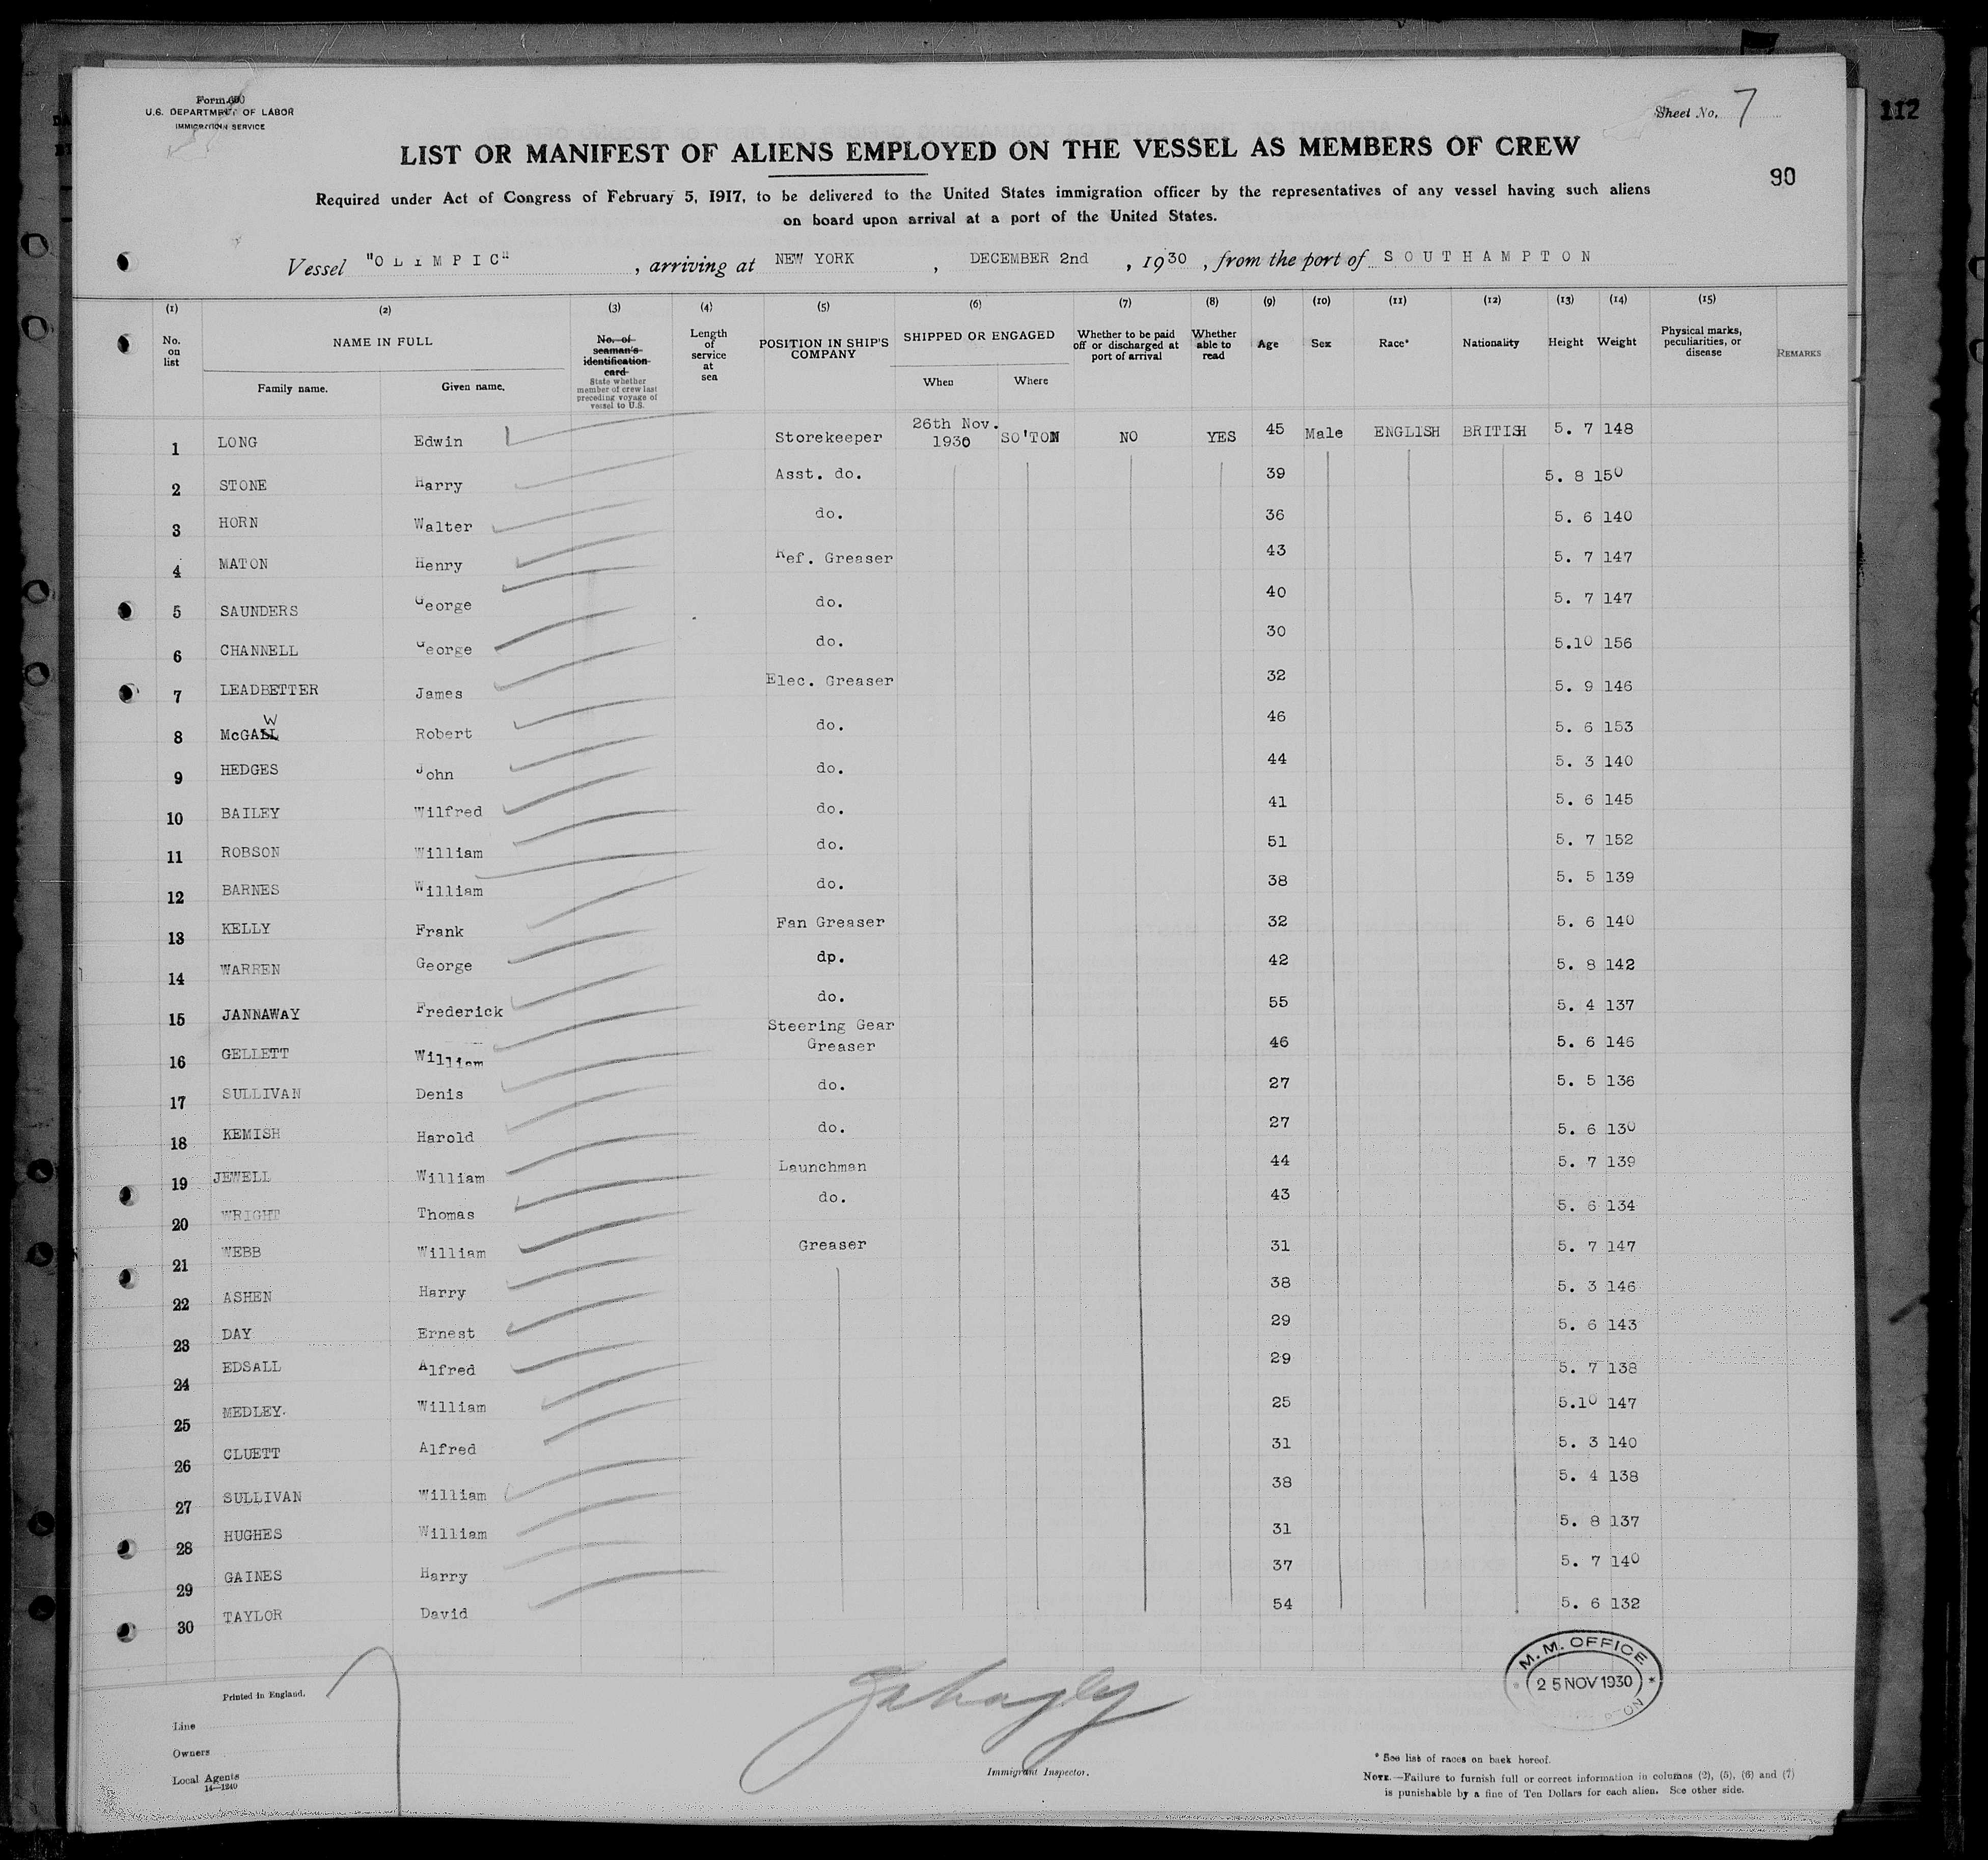 Form 600
U.S. DEPARTMENT OF LABOR
IMMIGRATION SERVICE
Sheet No. 7
112
90
LIST OR MANIFEST OF ALIENS EMPLOYED ON THE VESSEL AS MEMBERS OF CREW
Required under Act of Congress of February 5, 1917, to be delivered to the United States immigration officer by the representatives of any vessel having such aliens
on board upon arrival at a port of the United States.
Vessel "OLYMPIC", arriving at NEW YORK, DECEMBER 2nd, 1930, from the port of SOUTHAMPTON
(1) (2) (3) (4) (5) (6) (7) (8) (9) (10) (11) (12) (13) (14) (15)
No. on list
NAME IN FULL
Family name. Given name.
No. of seaman's identification card
State whether member of crew last preceding voyage of vessel to U.S.
Length of service at sea
POSITION IN SHIP'S COMPANY
SHIPPED OR ENGAGED
When Where
Whether to be paid off or discharged at port of arrival
Whether able to read
Age Sex Race* Nationality Height Weight
Physical marks, peculiarities, or disease
REMARKS
1 LONG Edwin Storekeeper 26th Nov. 1930 SO'TON NO YES 45 Male ENGLISH BRITISH 5. 7 148
2 STONE Harry Asst. do. 39 5. 8 150
3 HORN Walter do. 36 5. 6 140
4 MATON Henry Ref. Greaser 43 5. 7 147
5 SAUNDERS George do. 40 5. 7 147
6 CHANNELL George do. 30 5.10 156
7 LEADBETTER James Elec. Greaser 32 5. 9 146
W
8 McGALL Robert do. 46 5. 6 153
9 HEDGES John do. 44 5. 3 140
10 BAILEY Wilfred do. 41 5. 6 145
11 ROBSON William do. 51 5. 7 152
12 BARNES William do. 38 5. 5 139
13 KELLY Frank Fan Greaser 32 5. 6 140
14 WARREN George dp. 42 5. 8 142
15 JANNAWAY Frederick do. 55 5. 4 137
16 GELLETT William Steering Gear Greaser 46 5. 6 146
17 SULLIVAN Denis do. 27 5. 5 136
18 KEMISH Harold do. 27 5. 6 130
19 JEWELL William Launchman 44 5. 7 139
20 WRIGHT Thomas do. 43 5. 6 134
21 WEBB William Greaser 31 5. 7 147
22 ASHEN Harry 38 5. 3 146
23 DAY Ernest 29 5. 6 143
24 EDSALL Alfred 29 5. 7 138
25 MEDLEY. William 25 5.10 147
26 CLUETT Alfred 31 5. 3 140
27 SULLIVAN William 38 5. 4 138
28 HUGHES William 31 5. 8 137
29 GAINES Harry 37 5. 7 140
30 TAYLOR David 54 5. 6 132
M. M. OFFICE
25 NOV 1930
Printed in England.
Line
Owners
Local Agents
14—1240
Immigrant Inspector.
* See list of races on back hereof.
NOTE.—Failure to furnish full or correct information in columns (2), (5), (6) and (7)
is punishable by a fine of Ten Dollars for each alien. See other side.